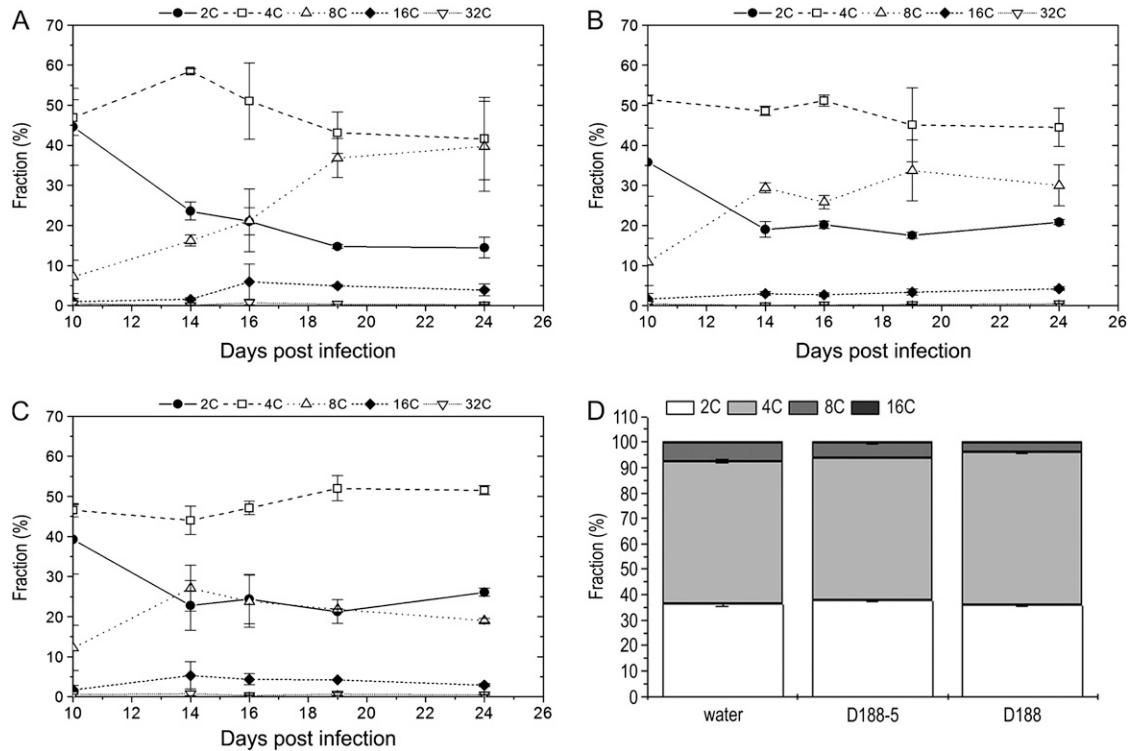 A
2C 4C 8C 16C 32C
70
60
50
40
30
20
10
0
Fraction (%)
10 12 14 16 18 20 22 24 26
Days post infection
B
2C 4C 8C 16C 32C
70
60
50
40
30
20
10
0
Fraction (%)
10 12 14 16 18 20 22 24 26
Days post infection
C
2C 4C 8C 16C 32C
70
60
50
40
30
20
10
0
Fraction (%)
10 12 14 16 18 20 22 24 26
Days post infection
D
2C 4C 8C 16C
110
100
90
80
70
60
50
40
30
20
10
0
Fraction (%)
water D188-5 D188